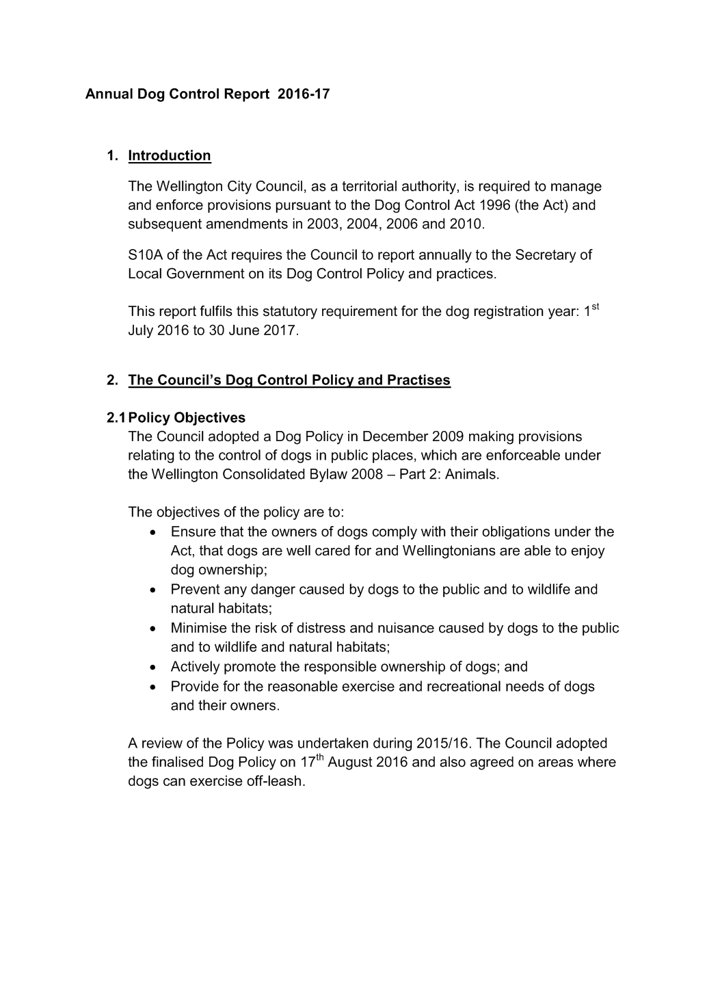 Annual Dog Control Report  2016-17
1. Introduction
The Wellington City Council, as a territorial authority, is required to manage
and enforce provisions pursuant to the Dog Control Act 1996 (the Act) and
subsequent amendments in 2003, 2004, 2006 and 2010.
S10A of the Act requires the Council to report annually to the Secretary of
Local Government on its Dog Control Policy and practices.
This report fulfils this statutory requirement for the dog registration year: 1st
July 2016 to 30 June 2017.
2. The Council’s Dog Control Policy and Practises
2.1 Policy Objectives
The Council adopted a Dog Policy in December 2009 making provisions
relating to the control of dogs in public places, which are enforceable under
the Wellington Consolidated Bylaw 2008 – Part 2: Animals.
The objectives of the policy are to:
• Ensure that the owners of dogs comply with their obligations under the
Act, that dogs are well cared for and Wellingtonians are able to enjoy
dog ownership;
• Prevent any danger caused by dogs to the public and to wildlife and
natural habitats;
• Minimise the risk of distress and nuisance caused by dogs to the public
and to wildlife and natural habitats;
• Actively promote the responsible ownership of dogs; and
• Provide for the reasonable exercise and recreational needs of dogs
and their owners.
A review of the Policy was undertaken during 2015/16. The Council adopted
the finalised Dog Policy on 17th August 2016 and also agreed on areas where
dogs can exercise off-leash.